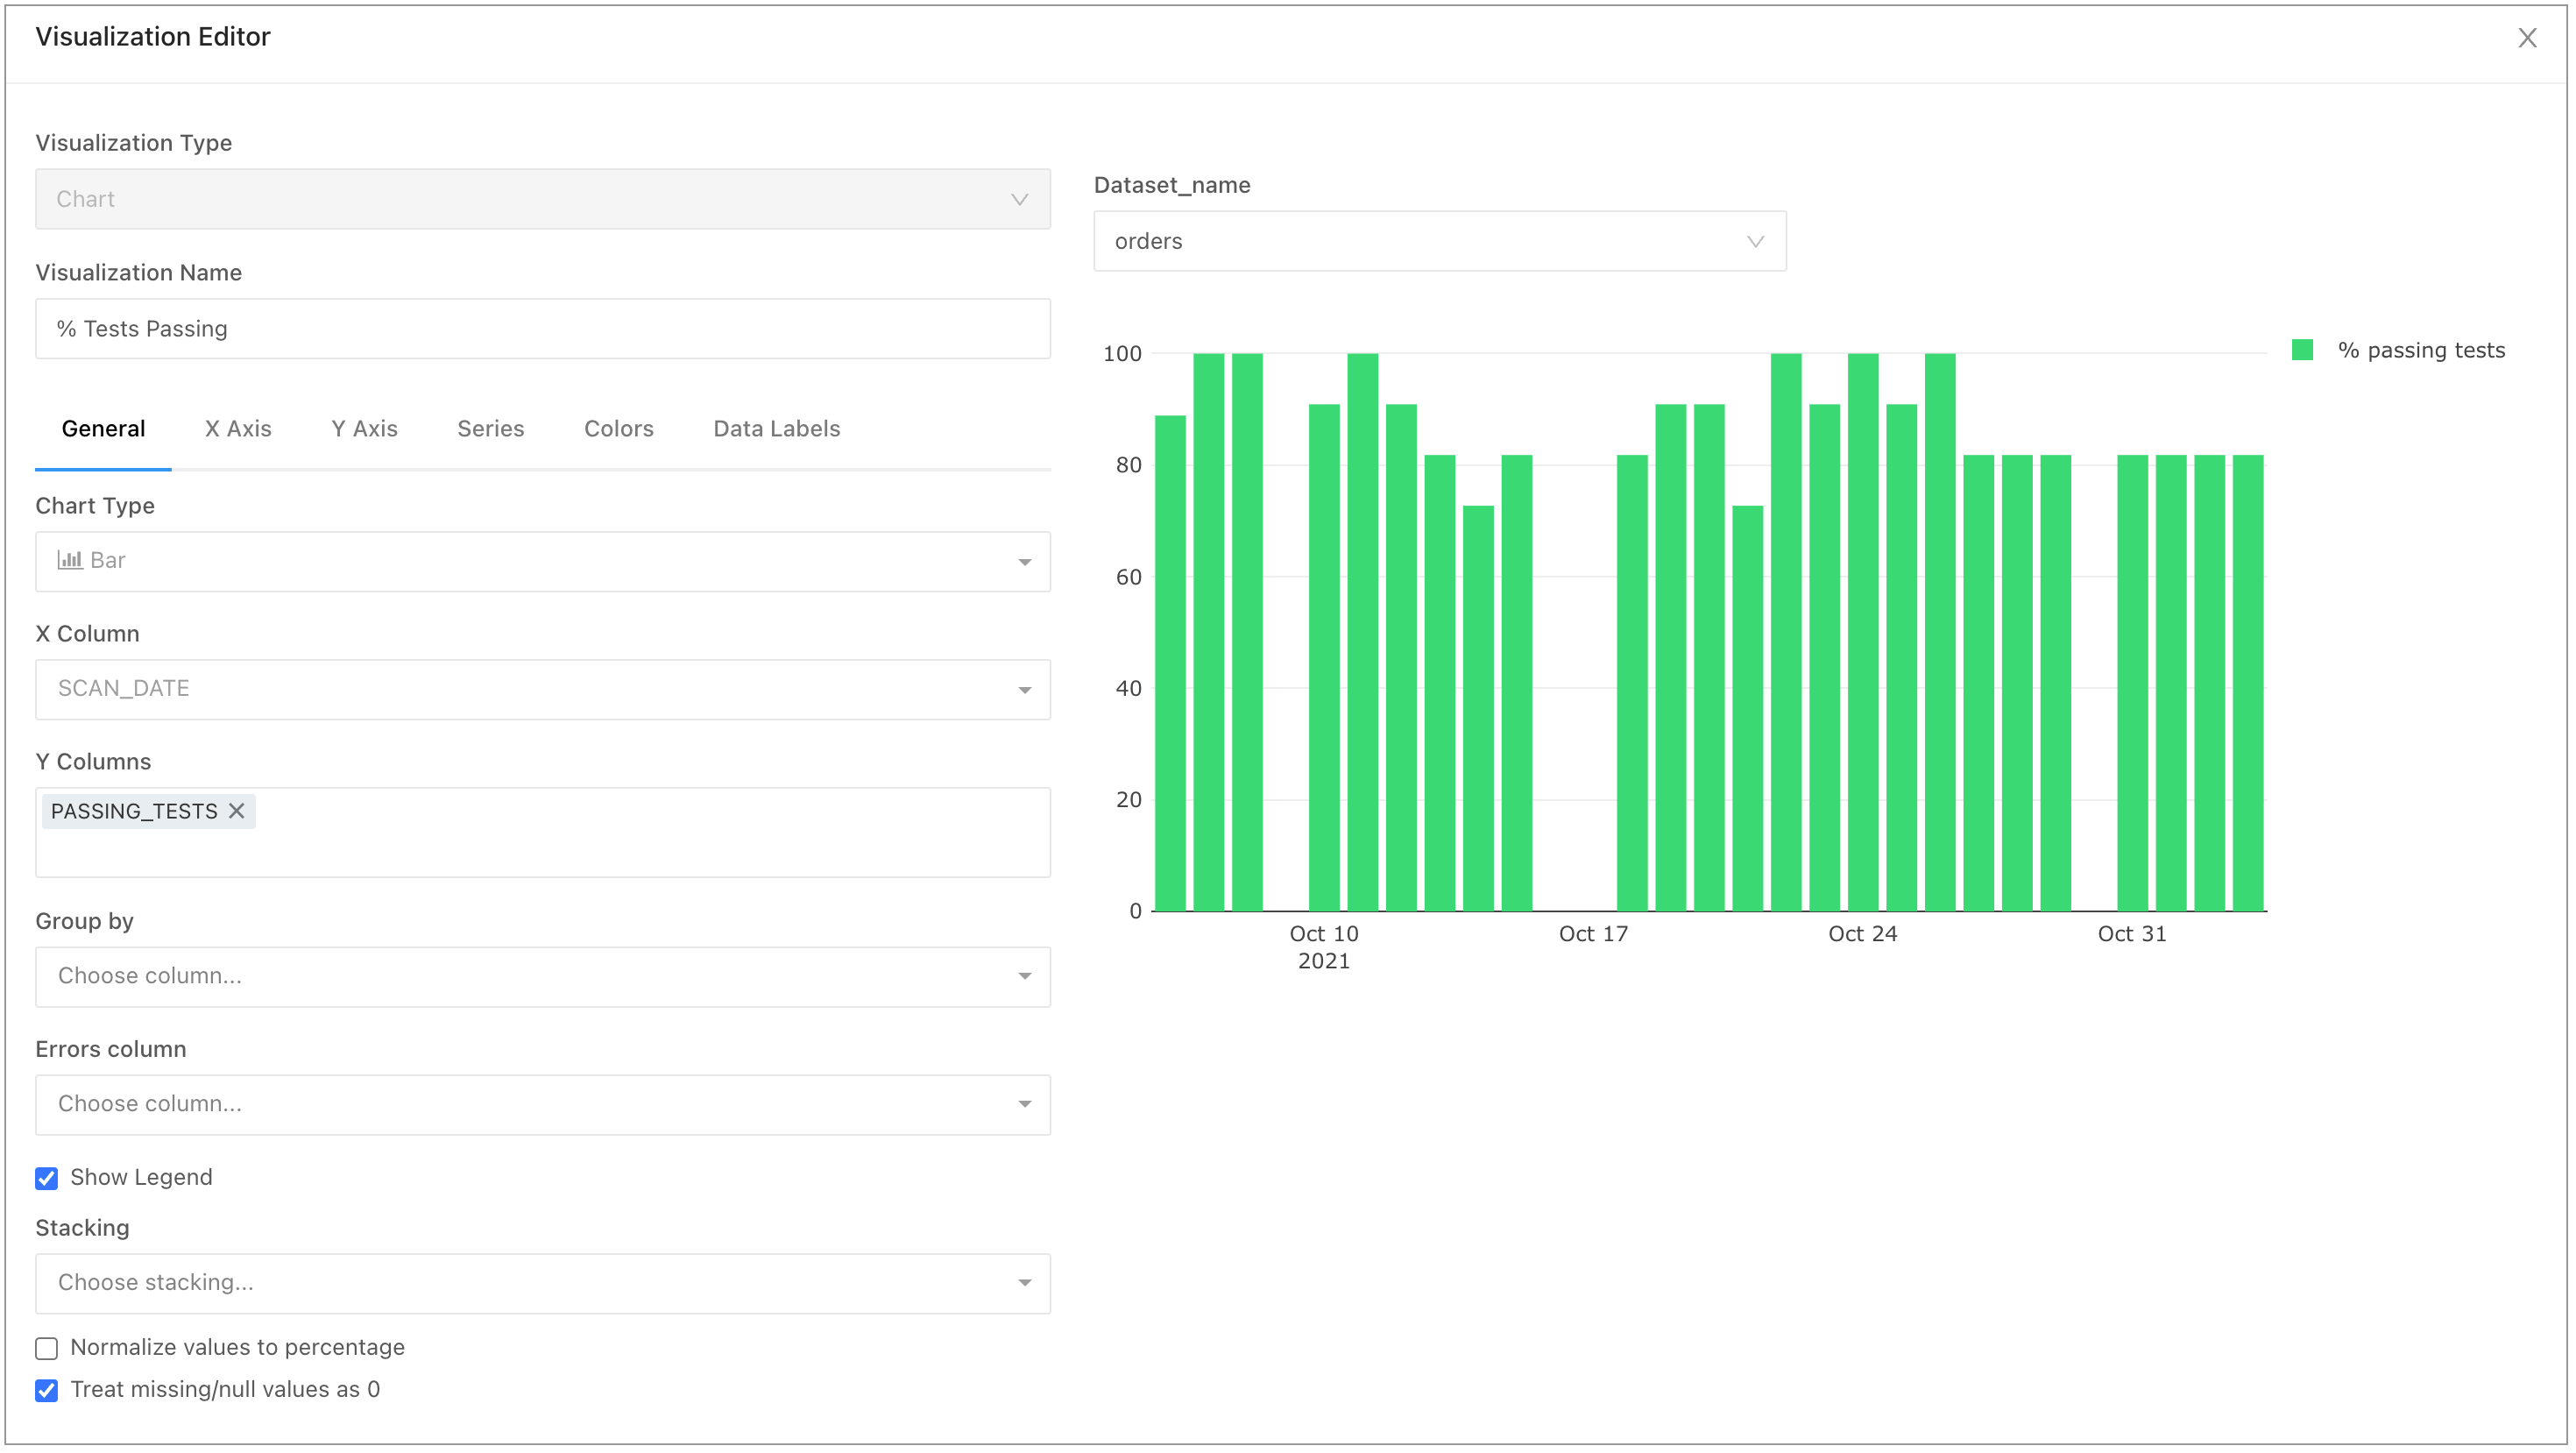 Visualization Editor
X
Visualization Type
Chart
Visualization Name
% Tests Passing
General X Axis Y Axis Series Colors Data Labels
Chart Type
Bar
X Column
SCAN_DATE
Y Columns
PASSING_TESTS ✕
Group by
Choose column...
Errors column
Choose column...
Show Legend
Stacking
Choose stacking...
Normalize values to percentage
Treat missing/null values as 0
Dataset_name
orders
100
80
60
40
20
0
Oct 10 Oct 17 Oct 24 Oct 31
2021
% passing tests